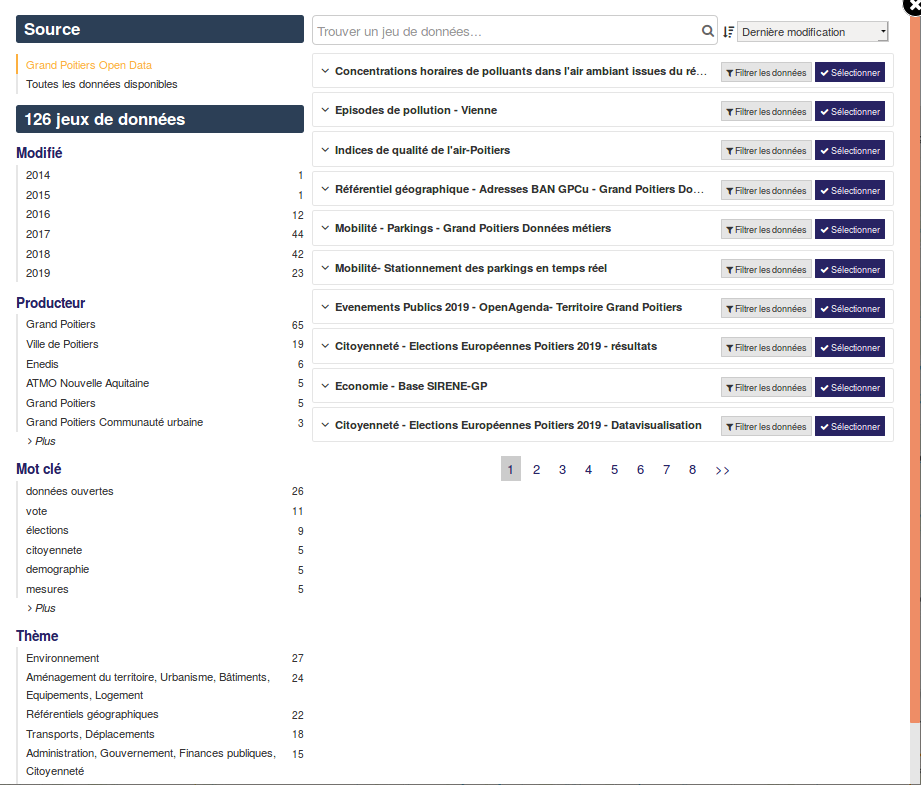 Source
Grand Poitiers Open Data
Toutes les données disponibles
126 jeux de données
Modifié
2014 1
2015 1
2016 12
2017 44
2018 42
2019 23
Producteur
Grand Poitiers 65
Ville de Poitiers 19
Enedis 6
ATMO Nouvelle Aquitaine 5
Grand Poitiers 5
Grand Poitiers Communauté urbaine 3
> Plus
Mot clé
données ouvertes 26
vote 11
élections 9
citoyennete 5
demographie 5
mesures 5
> Plus
Thème
Environnement 27
Aménagement du territoire, Urbanisme, Bâtiments, 24
Equipements, Logement
Référentiels géographiques 22
Transports, Déplacements 18
Administration, Gouvernement, Finances publiques, 15
Citoyenneté
Trouver un jeu de données... Dernière modification
Concentrations horaires de polluants dans l'air ambiant issues du ré... Filtrer les données Sélectionner
Episodes de pollution - Vienne Filtrer les données Sélectionner
Indices de qualité de l'air-Poitiers Filtrer les données Sélectionner
Référentiel géographique - Adresses BAN GPCu - Grand Poitiers Do... Filtrer les données Sélectionner
Mobilité - Parkings - Grand Poitiers Données métiers Filtrer les données Sélectionner
Mobilité- Stationnement des parkings en temps réel Filtrer les données Sélectionner
Evenements Publics 2019 - OpenAgenda- Territoire Grand Poitiers Filtrer les données Sélectionner
Citoyenneté - Elections Européennes Poitiers 2019 - résultats Filtrer les données Sélectionner
Economie - Base SIRENE-GP Filtrer les données Sélectionner
Citoyenneté - Elections Européennes Poitiers 2019 - Datavisualisation Filtrer les données Sélectionner
1 2 3 4 5 6 7 8 >>